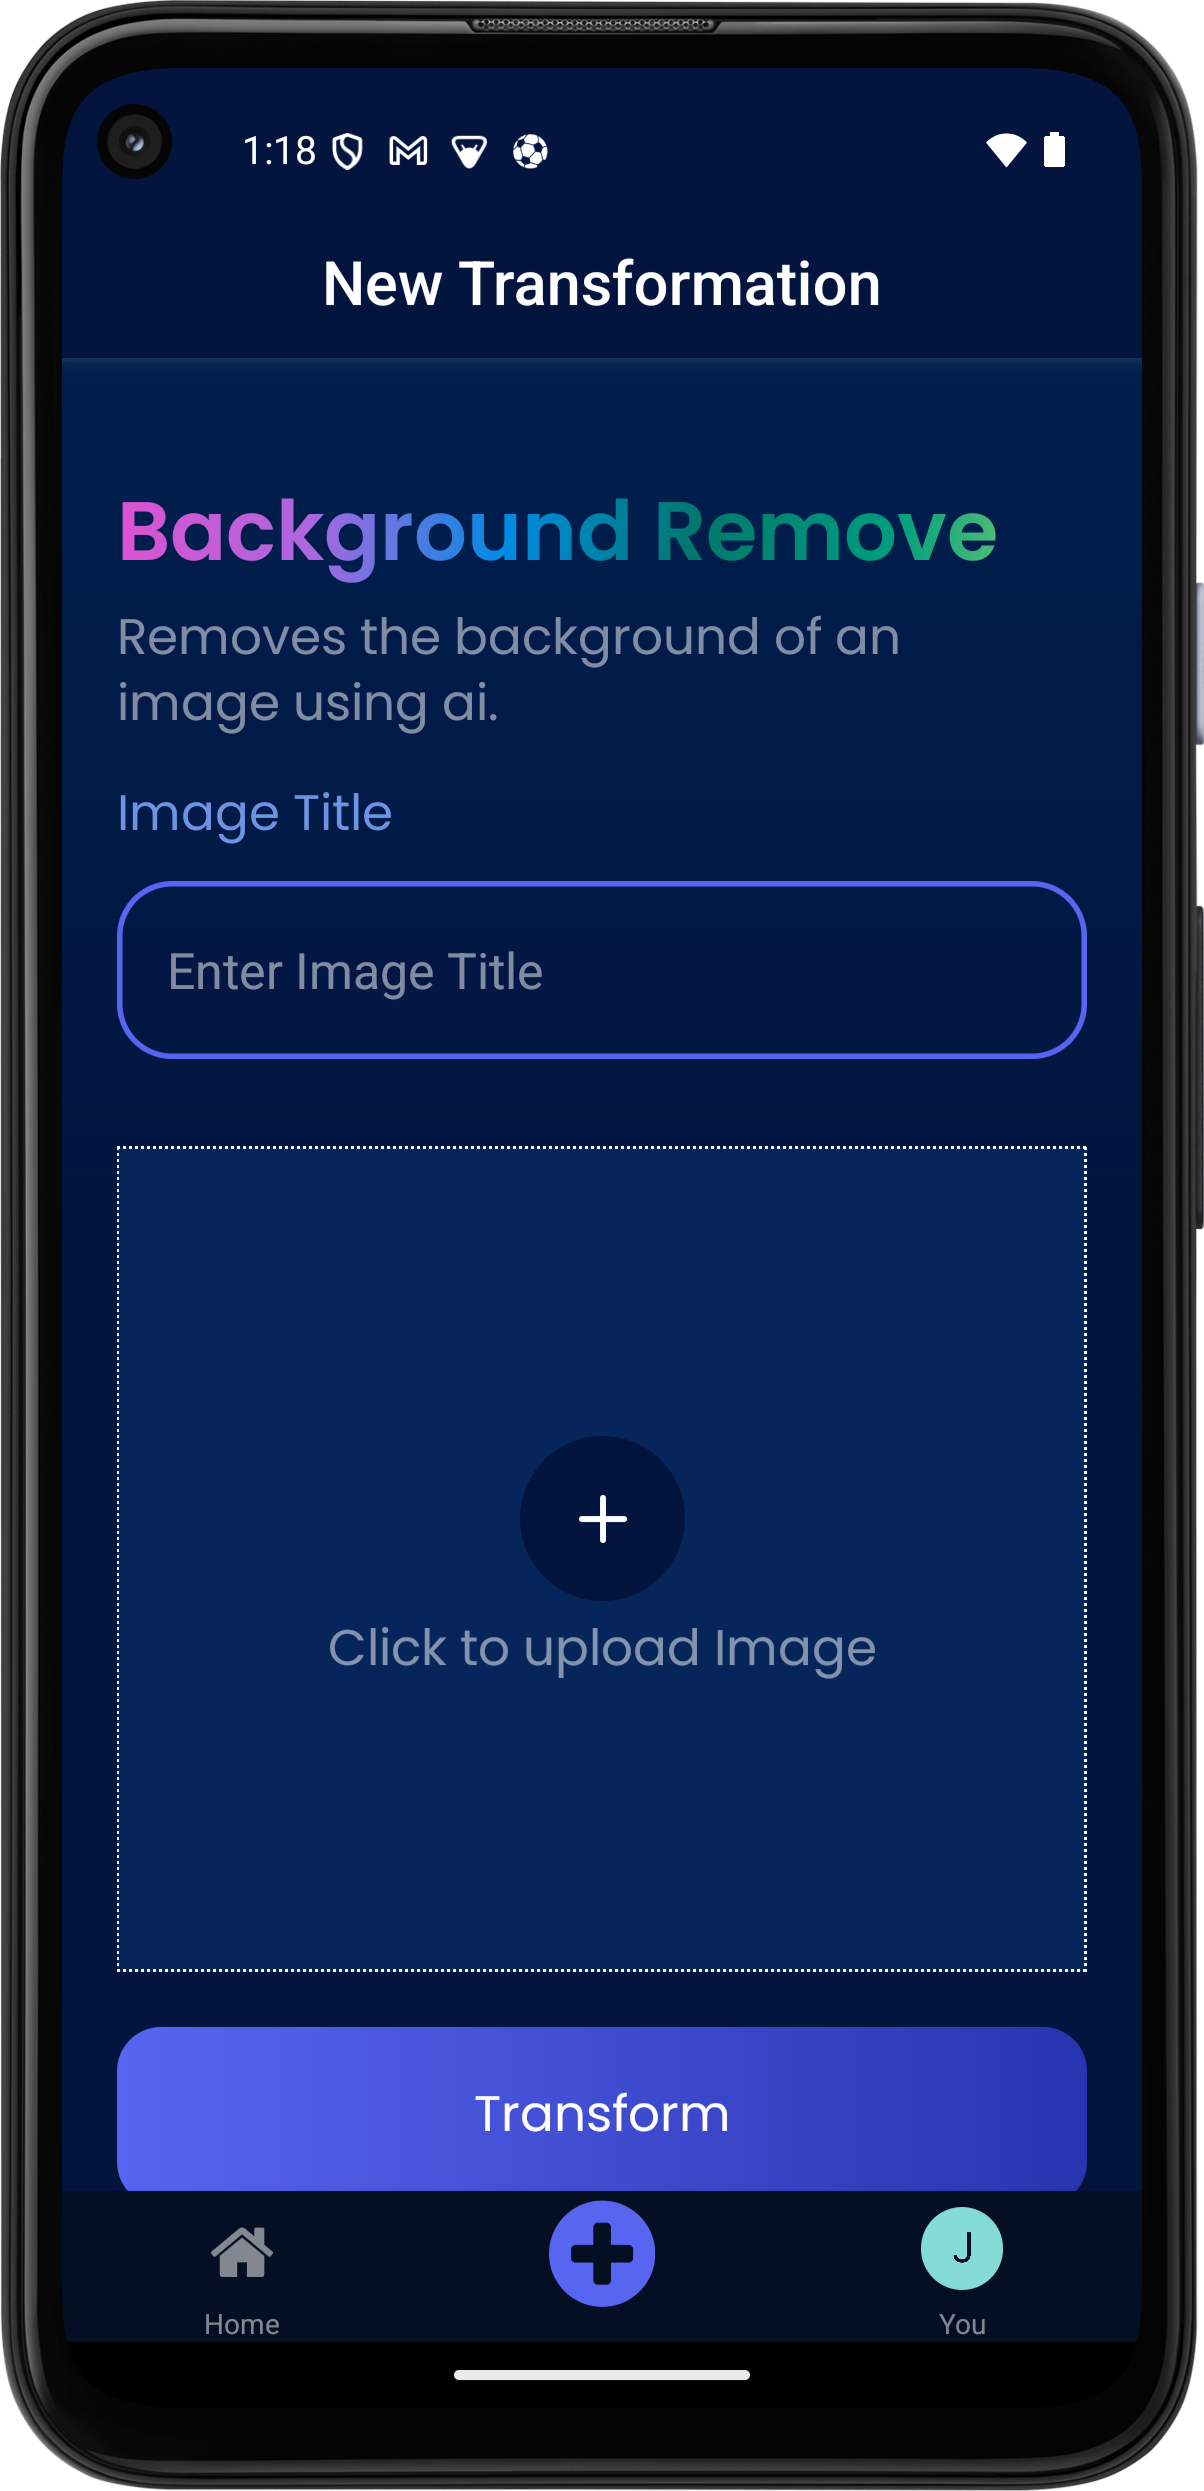 1:18
New Transformation
Background Remove
Removes the background of an
image using ai.
Image Title
Enter Image Title
Click to upload Image
Transform
J
Home
You